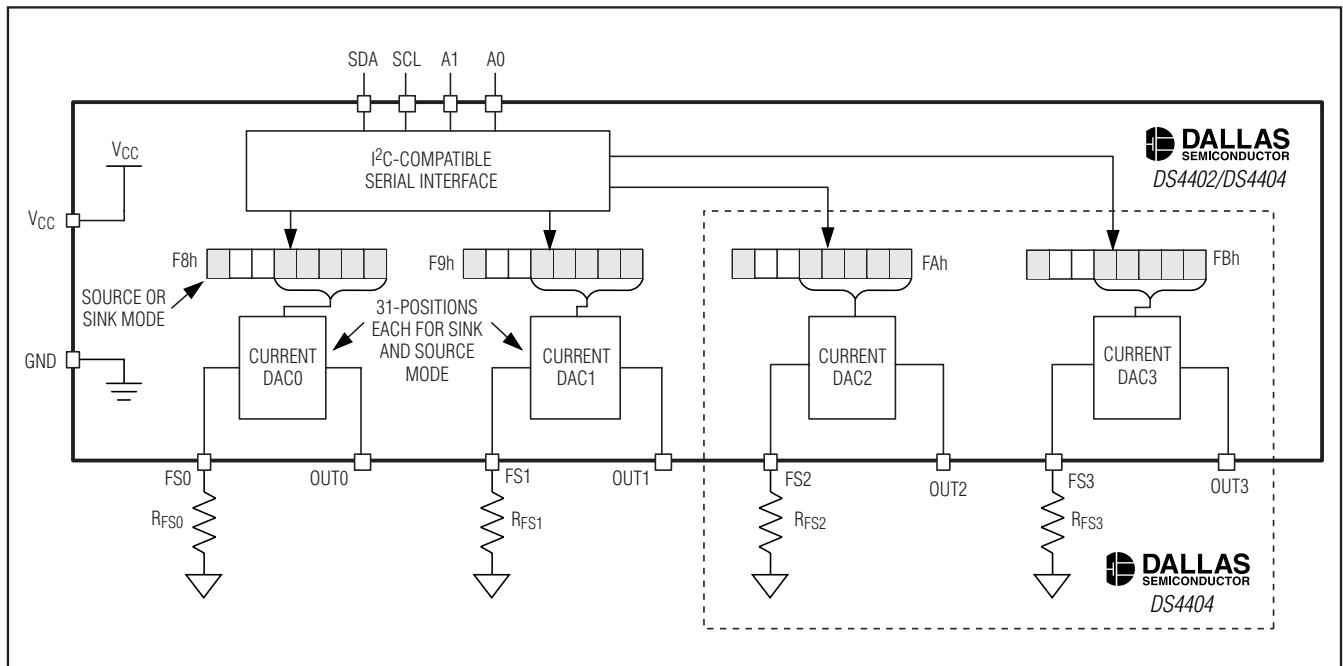 SDA SCL A1 A0
I²C-COMPATIBLE
SERIAL INTERFACE
DALLAS
SEMICONDUCTOR
DS4402/DS4404
VCC
VCC
F8h
F9h
FAh
FBh
SOURCE OR
SINK MODE
31-POSITIONS
EACH FOR SINK
AND SOURCE
MODE
GND
CURRENT
DAC0
CURRENT
DAC1
CURRENT
DAC2
CURRENT
DAC3
FS0
OUT0
FS1
OUT1
FS2
OUT2
FS3
OUT3
RFS0
RFS1
RFS2
RFS3
DALLAS
SEMICONDUCTOR
DS4404